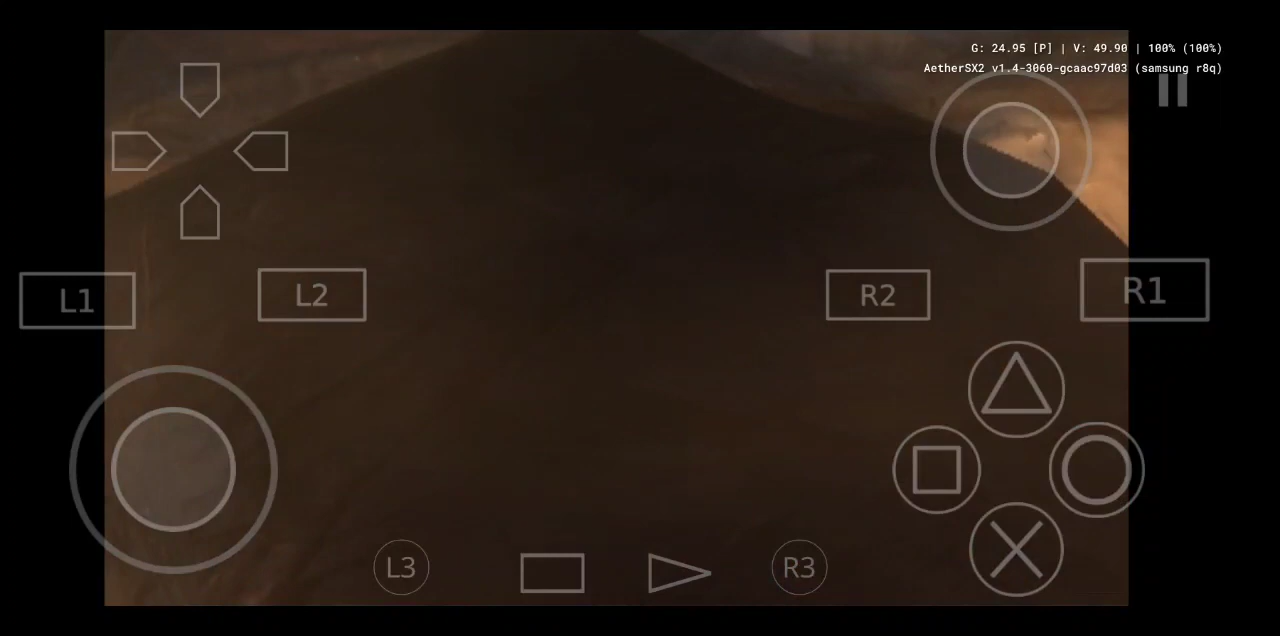 G: 24.95 [P] | V: 49.90 | 100% (100%)
AetherSX2 v1.4-3060-gcaac97d03 (samsung r8q)
L1
L2
R2
R1
L3
R3